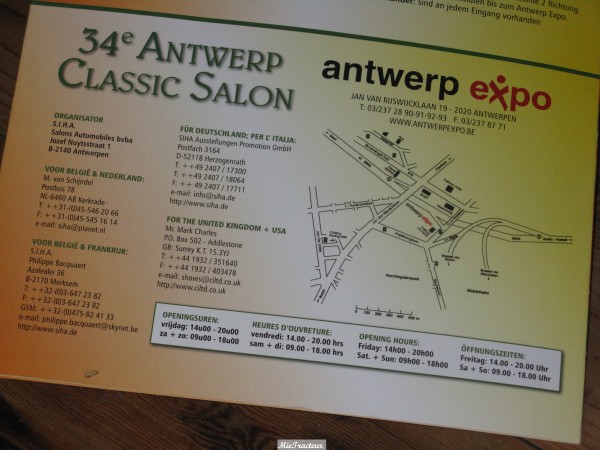 hlinie 2 Richtung
nuten bis zum Antwerp Expo.
ander: sind an jedem Eingang vorhanden
34e ANTWERP
CLASSIC SALON
antwerp expo
JAN VAN RIJSWIJCKLAAN 19 - 2020 ANTWERPEN
T: 03/237 28 90-91-92-93 F: 03/237 87 71
WWW.ANTWERPEXPO.BE
ORGANISATOR
S.I.H.A.
Salons Automobiles bvba
Jozef Nuytsstraat 1
B-2140 Antwerpen
VOOR BELGIË & NEDERLAND:
M. van Schijndel
Postbus 78
NL-6460 AB Kerkrade
T: ++31-(0)45-546 20 66
F: ++31-(0)45-545 16 14
e-mail: siha@planet.nl
VOOR BELGIË & FRANKRIJK:
S.I.H.A.
Philippe Bacquaert
Azalealei 36
B-2170 Merksem
T: ++32-(0)3-647 23 82
F: ++32-(0)3-647 23 82
GSM: ++32-(0)475-82 41 33
e-mail: philippe.bacquaert@skynet.be
http://www.siha.de
FÜR DEUTSCHLAND; PER L' ITALIA:
SIHA Ausstellungen Promotion GmbH
Postfach 3164
D-52118 Herzogenrath
T: ++49 2407 / 17300
T: ++49 2407 / 18064
F: ++49 2407 / 17711
e-mail: info@siha.de
http://www.siha.de
FOR THE UNITED KINGDOM + USA
Mr. Mark Charles
P.O. Box 502 - Addlestone
GB: Surrey K.T. 15.3YJ
T: ++44 1932 / 351640
F: ++44 1932 / 403478
e-mail: shows@ciltd.co.uk
http://www.ciltd.co.uk
Nachtegalenpark
Middelheim
OPENINGSUREN:
vrijdag: 14u00 - 20u00
za + zo: 09u00 - 18u00
HEURES D'OUVRETURE:
vendredi: 14.00 - 20.00 hrs
sam + di: 09.00 - 18.00 hrs
OPENING HOURS:
Friday: 14h00 - 20h00
Sat. + Sun: 09h00 - 18h00
ÖFFNUNGSZEITEN:
Freitag: 14.00 - 20.00 Uhr
Sa + So: 09.00 - 18.00 Uhr
MieTracteur